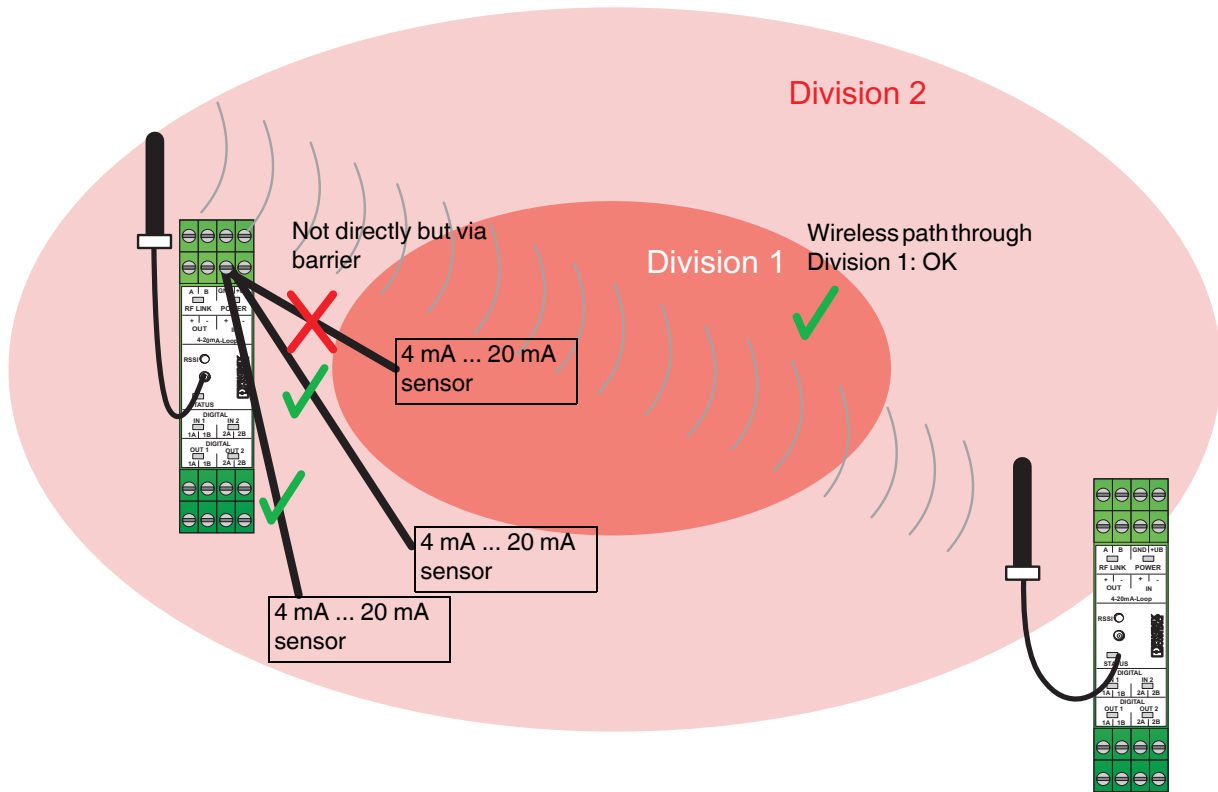 Division 2
Not directly but via
barrier
Wireless path through
Division 1: OK
Division 1
A B GND +UB
RF LINK POWER
+ - + -
OUT IN
4-20mA-Loop
RSSI
STATUS
DIGITAL
IN 1 IN 2
1A 1B 2A 2B
DIGITAL
OUT 1 OUT 2
1A 1B 2A 2B
4 mA ... 20 mA
sensor
4 mA ... 20 mA
sensor
4 mA ... 20 mA
sensor
A B GND +UB
RF LINK POWER
+ - + -
OUT IN
4-20mA-Loop
RSSI
STATUS
DIGITAL
IN 1 IN 2
1A 1B 2A 2B
DIGITAL
OUT 1 OUT 2
1A 1B 2A 2B